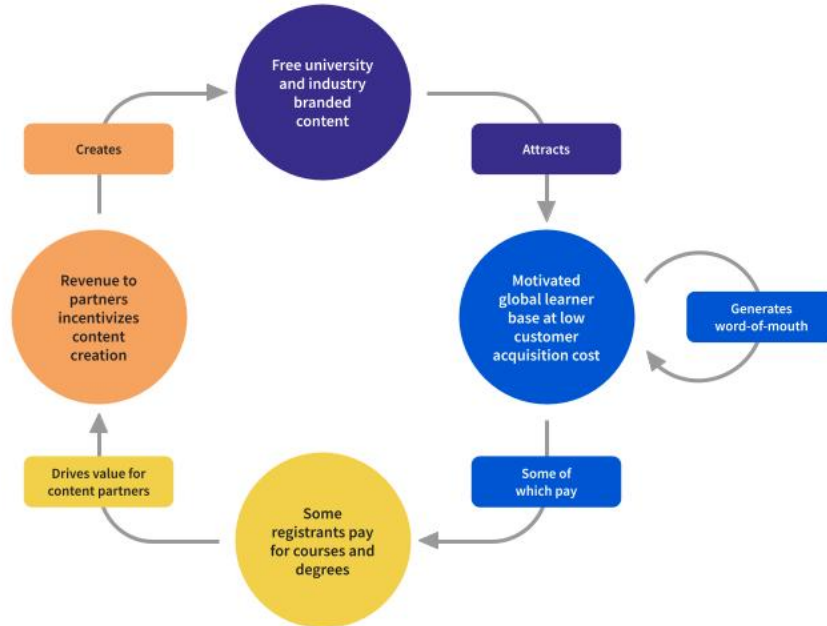 Free university
and industry
branded
content
Creates
Attracts
Revenue to
partners
incentivizes
content
creation
Motivated
global learner
base at low
customer
acquisition cost
Generates
word-of-mouth
Drives value for
content partners
Some of
which pay
Some
registrants pay
for courses and
degrees